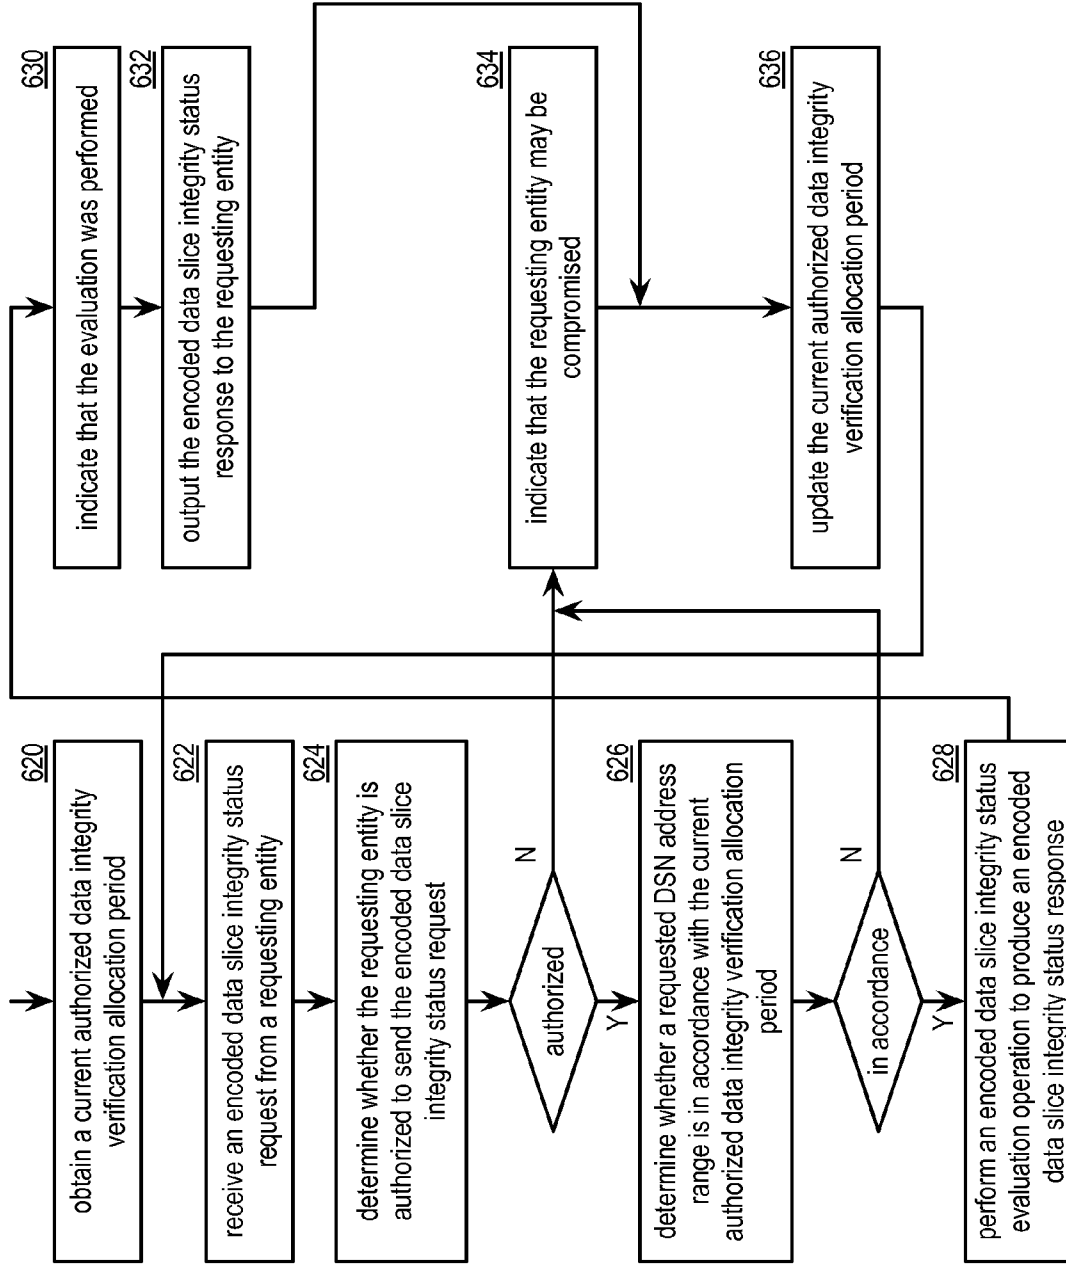 620
obtain a current authorized data integrity
verification allocation period
622
receive an encoded data slice integrity status
request from a requesting entity
624
determine whether the requesting entity is
authorized to send the encoded data slice
integrity status request
authorized
N
Y
626
determine whether a requested DSN address
range is in accordance with the current
authorized data integrity verification allocation
period
in accordance
N
Y
628
perform an encoded data slice integrity status
evaluation operation to produce an encoded
data slice integrity status response
630
indicate that the evaluation was performed
632
output the encoded data slice integrity status
response to the requesting entity
634
indicate that the requesting entity may be
compromised
636
update the current authorized data integrity
verification allocation period